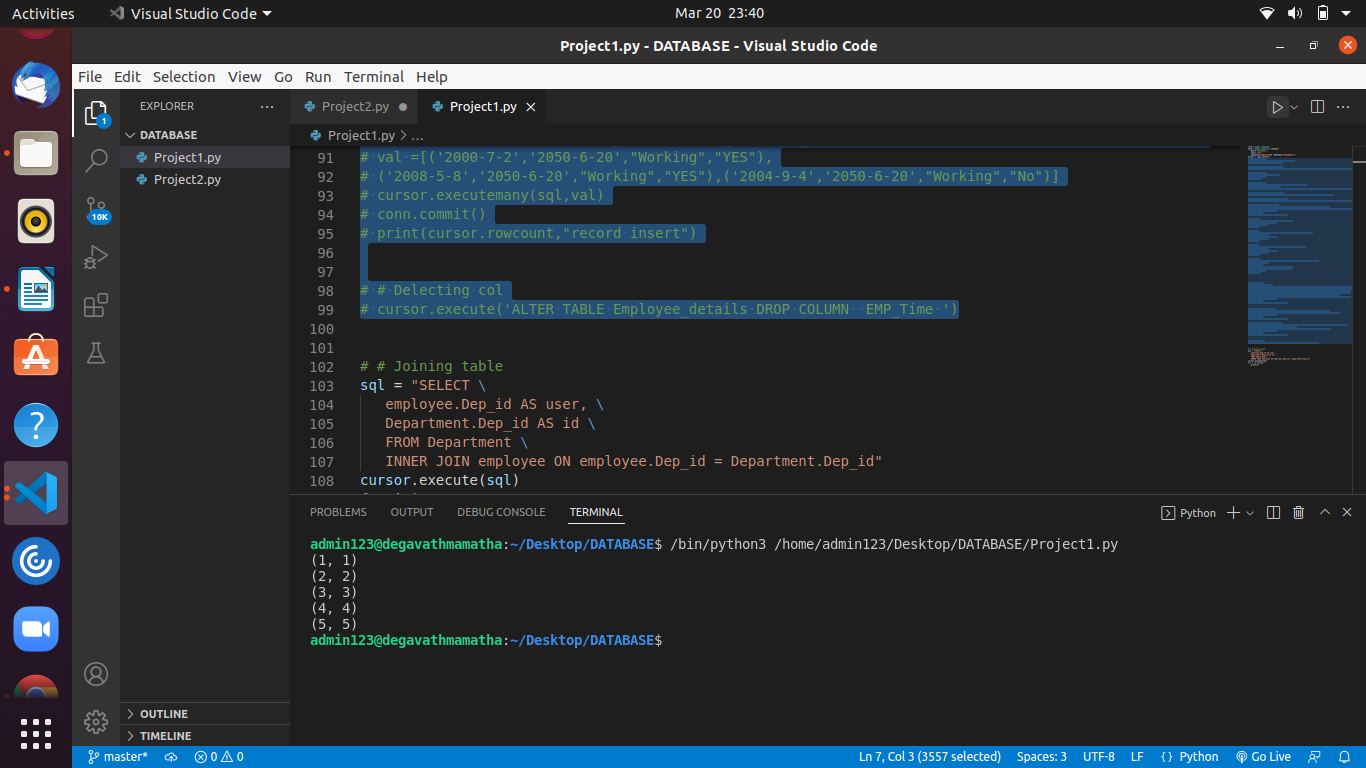 Activities
Visual Studio Code
Mar 20 23:40
Project1.py - DATABASE - Visual Studio Code
File Edit Selection View Go Run Terminal Help
EXPLORER
DATABASE
Project1.py
Project2.py
1
10K
OUTLINE
TIMELINE
Project2.py
Project1.py
Project1.py > ...
91 # val =[('2000-7-2','2050-6-20',"Working","YES"),
92 # ('2008-5-8','2050-6-20',"Working","YES"),('2004-9-4','2050-6-20',"Working","No")]
93 # cursor.executemany(sql,val)
94 # conn.commit()
95 # print(cursor.rowcount,"record insert")
96
97
98 # # Delecting col
99 # cursor.execute('ALTER TABLE Employee_details DROP COLUMN  EMP_Time ')
100
101
102 # # Joining table
103 sql = "SELECT \
104    employee.Dep_id AS user, \
105    Department.Dep_id AS id \
106    FROM Department \
107    INNER JOIN employee ON employee.Dep_id = Department.Dep_id"
108 cursor.execute(sql)
PROBLEMS OUTPUT DEBUG CONSOLE TERMINAL
Python
admin123@degavathmamatha:~/Desktop/DATABASE$ /bin/python3 /home/admin123/Desktop/DATABASE/Project1.py
(1, 1)
(2, 2)
(3, 3)
(4, 4)
(5, 5)
admin123@degavathmamatha:~/Desktop/DATABASE$
master* 0 0 Ln 7, Col 3 (3557 selected) Spaces: 3 UTF-8 LF Python Go Live